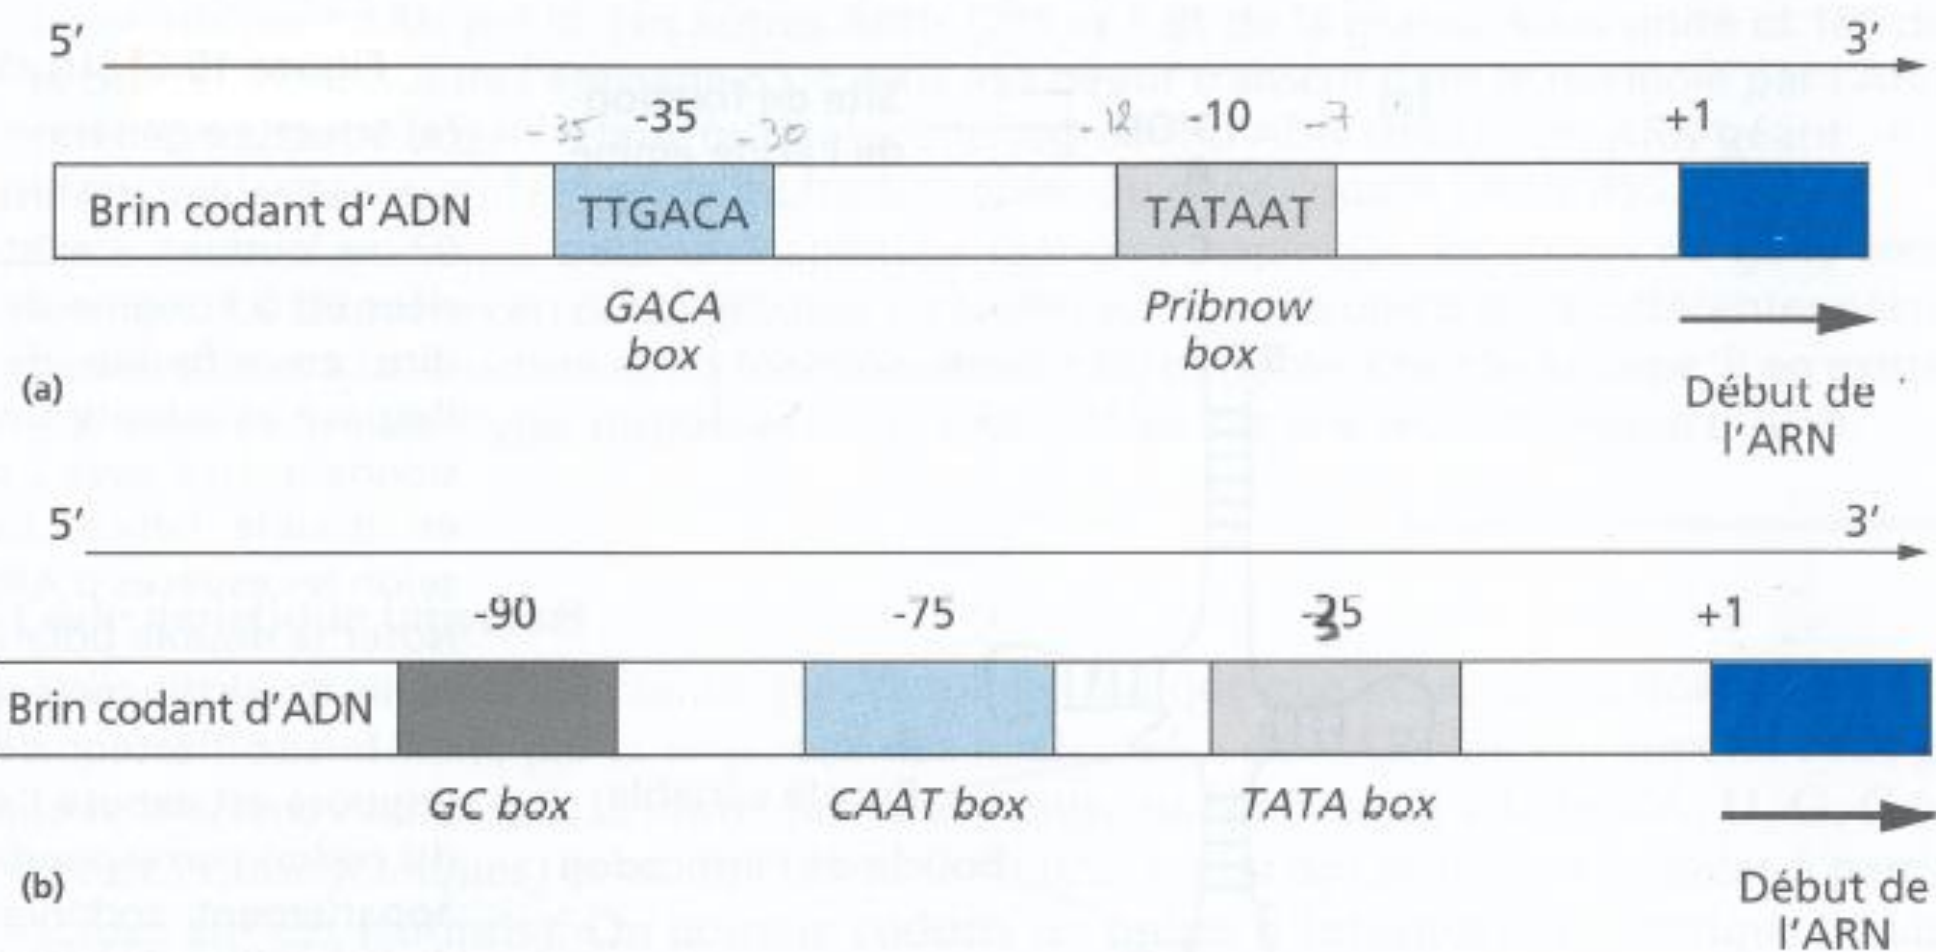 5’ 3’
-35 -35 -30 -12 -10 -7 +1
Brin codant d’ADN TTGACA TATAAT
GACA box Pribnow box
(a)
Début de l’ARN
5’ 3’
-90 -75 +1
Brin codant d’ADN
GC box CAAT box TATA box
(b)
Début de l’ARN